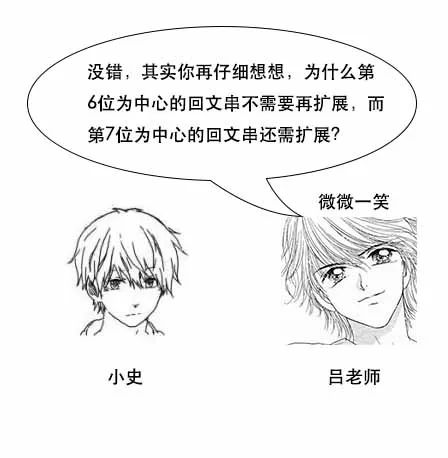 没错，其实你再仔细想想，为什么第
6位为中心的回文串不需要再扩展，而
第7位为中心的回文串还需扩展？
微微一笑
小史
吕老师